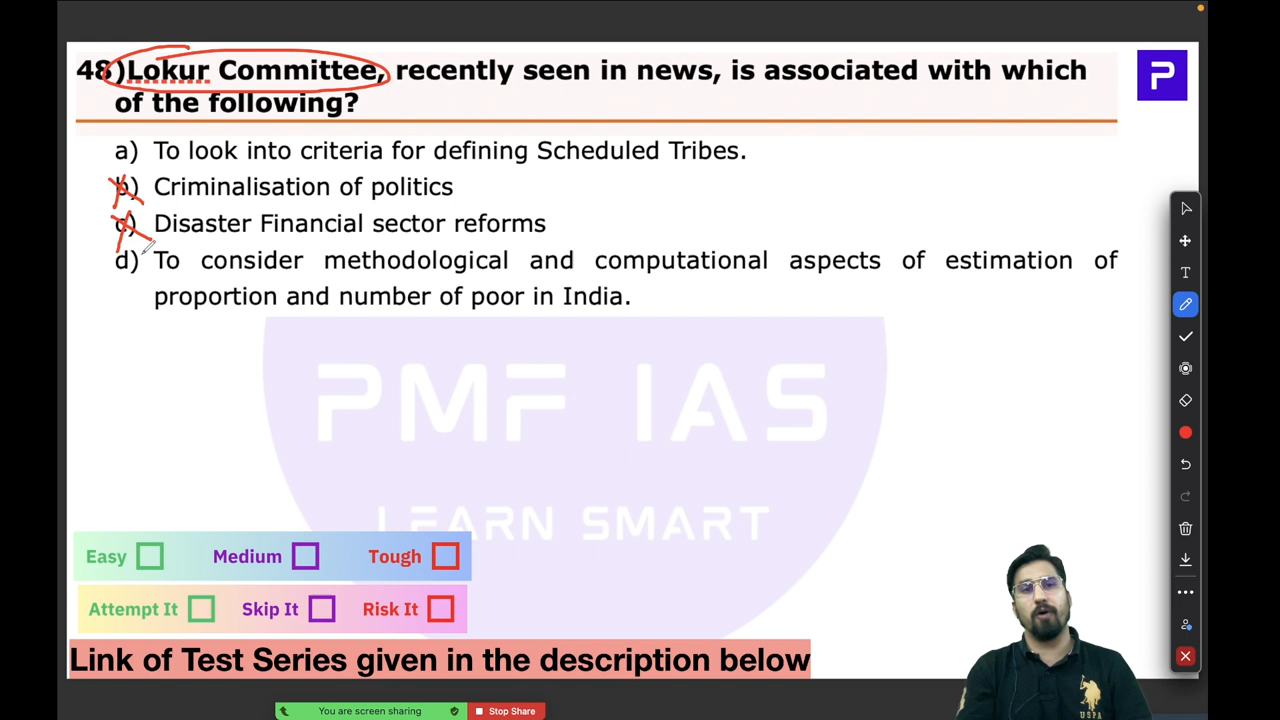 48)Lokur Committee, recently seen in news, is associated with which
of the following?
P
a) To look into criteria for defining Scheduled Tribes.
b) Criminalisation of politics
c) Disaster Financial sector reforms
d) To consider methodological and computational aspects of estimation of
proportion and number of poor in India.
PMF IAS
LEARN SMART
Easy Medium Tough
Attempt It Skip It Risk It
Link of Test Series given in the description below
You are screen sharing Stop Share
T
USPA